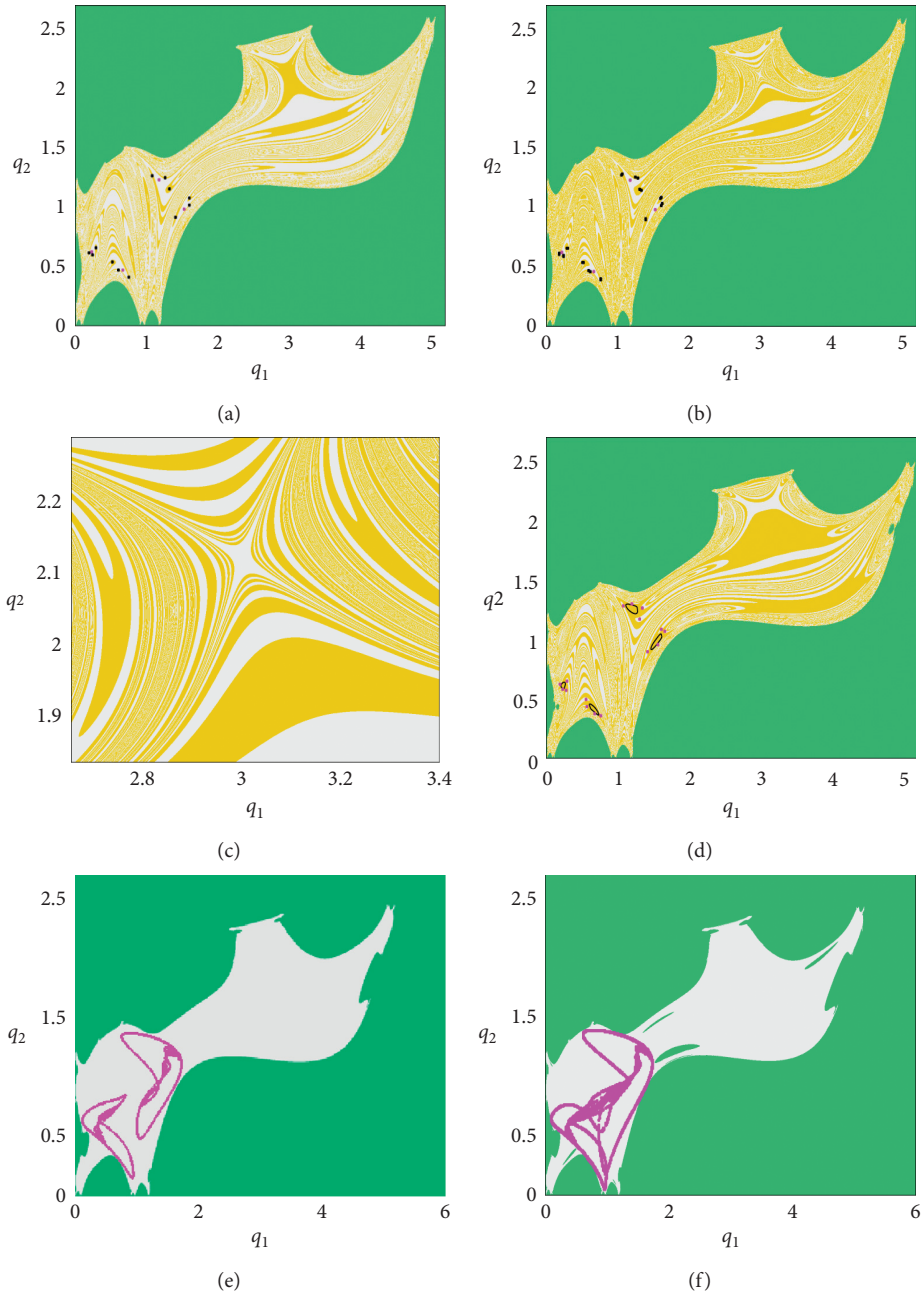 2.5 2.5
2 2
q2 1.5 q2 1.5
1 1
0.5 0.5
0 0
0 1 2 3 4 5 0 1 2 3 4 5
q1 q1
(a) (b)
2.2 2.5
2.1 2
q2 q2 1.5
2 1
1.9 0.5
0
2.8 3 3.2 3.4 0 1 2 3 4 5
q1 q1
(c) (d)
2.5 2.5
1.5 1.5
q2 q2
0.5 0.5
0 0
0 2 4 6 0 2 4 6
q1 q1
(e) (f)